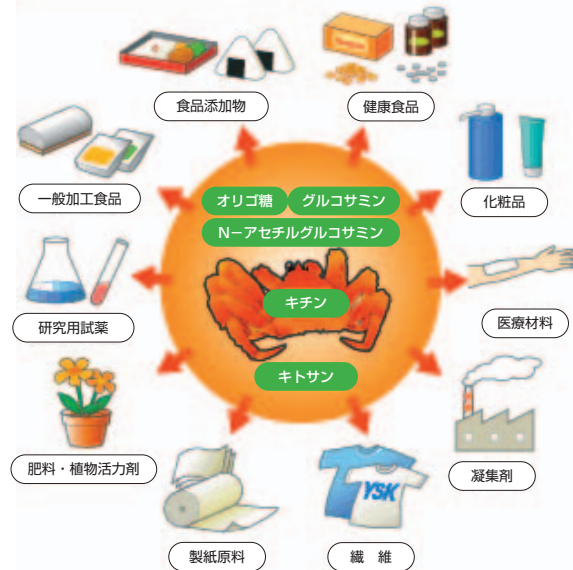 食品添加物
健康食品
一般加工食品
オリゴ糖
グルコサミン
化粧品
N－アセチルグルコサミン
キチン
研究用試薬
医療材料
キトサン
肥料・植物活力剤
YSK
凝集剤
製紙原料
繊 維